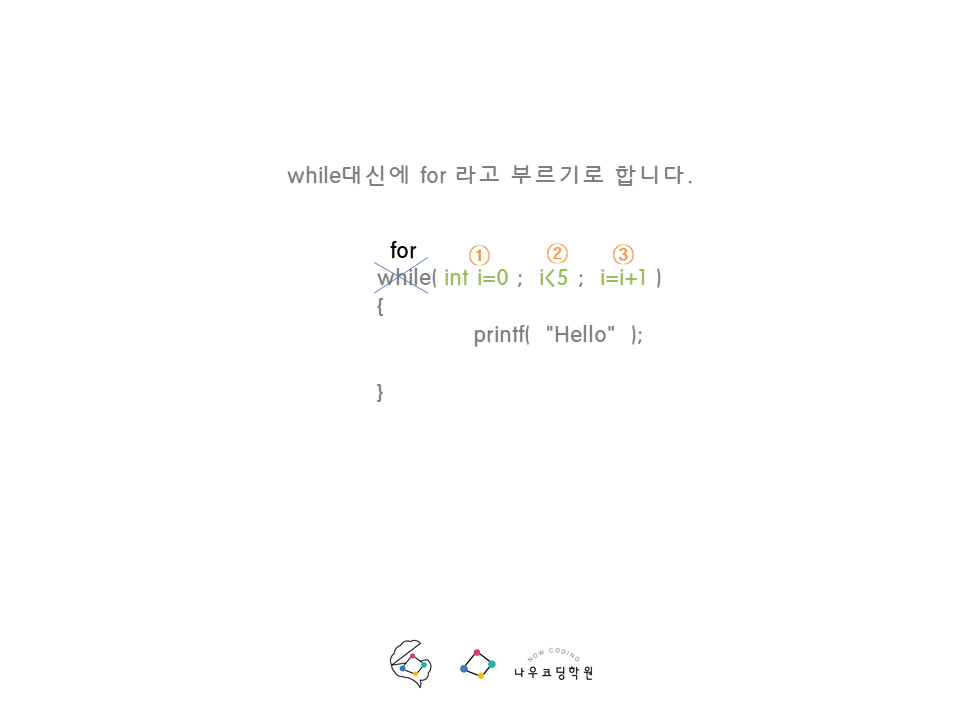 while대신에 for 라고 부르기로 합니다.
for ① ② ③
while( int i=0 ; i<5 ; i=i+1 )
{
printf( "Hello" );
}
NOW CODING
나우코딩학원